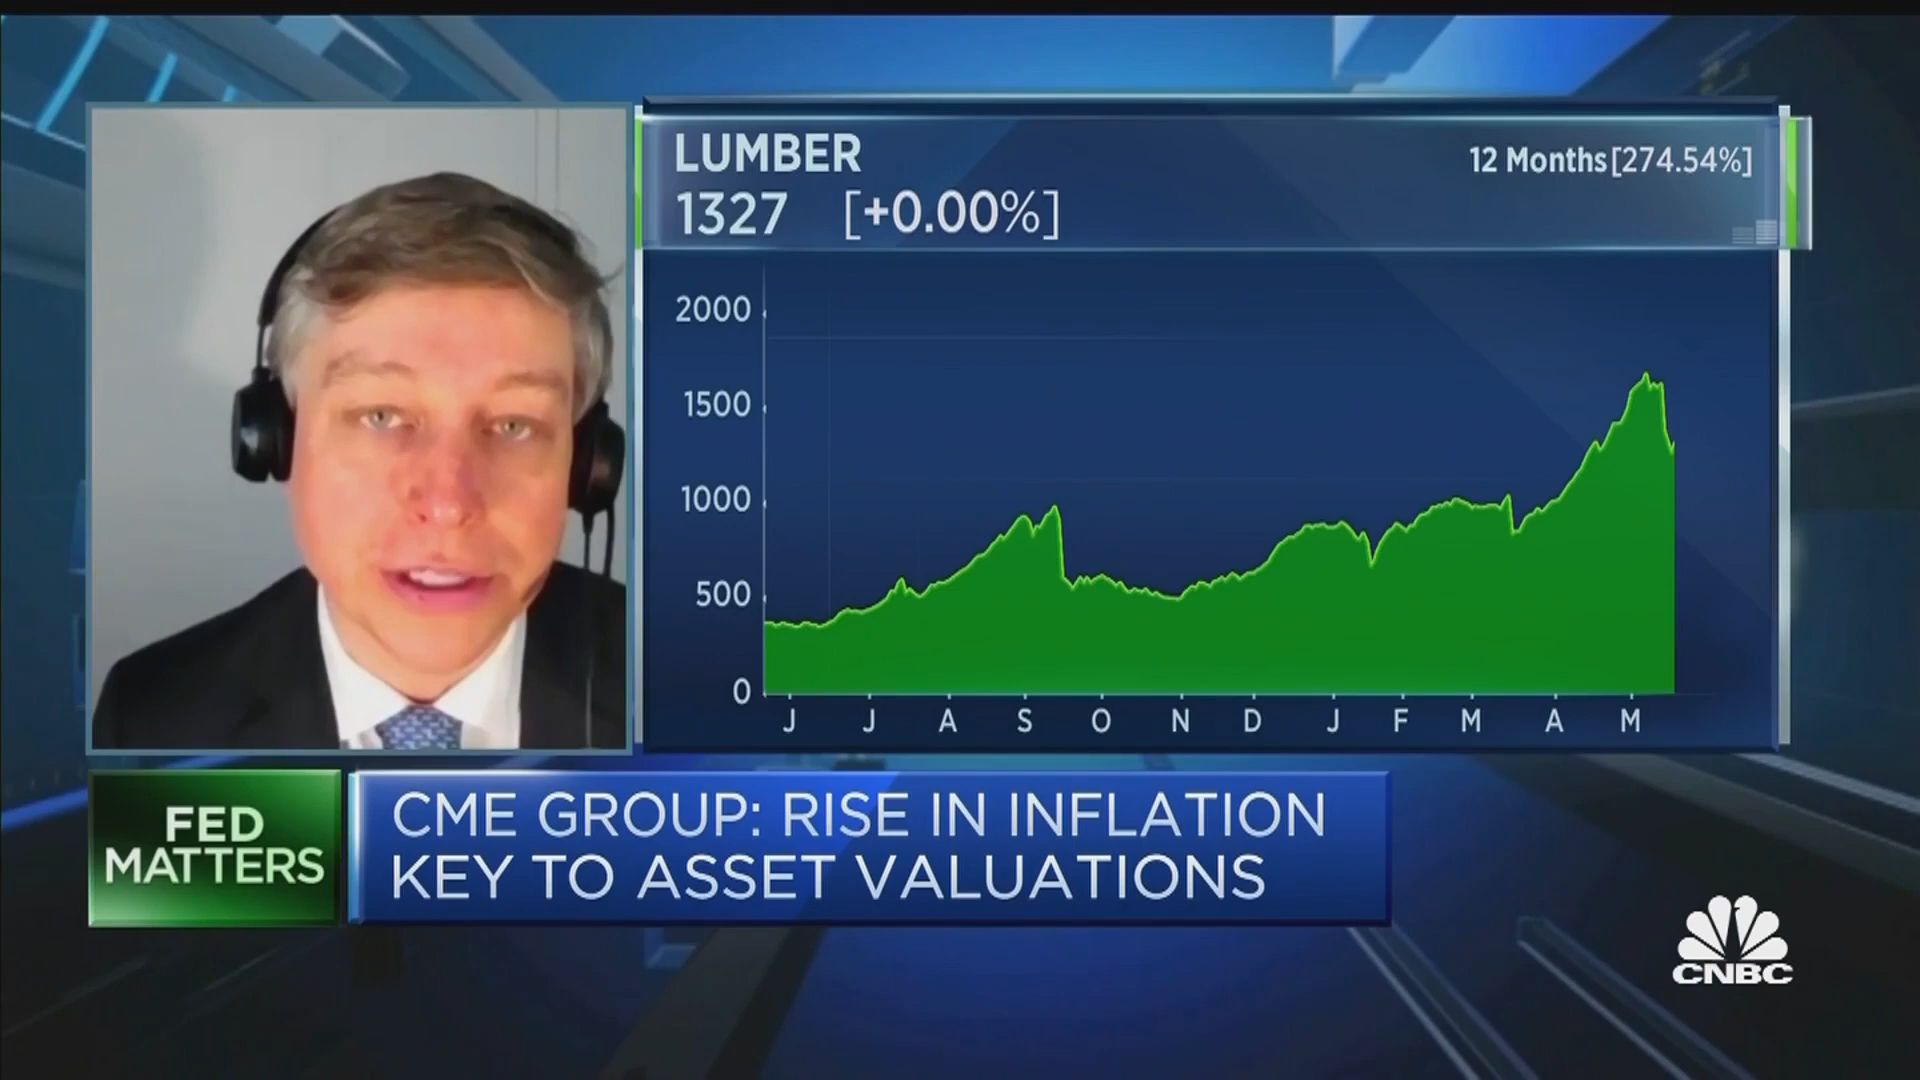 LUMBER
1327 [+0.00%]
12 Months [274.54%]
2000
1500
1000
500
0
J J A S O N D J F M A M
FED
MATTERS
CME GROUP: RISE IN INFLATION
KEY TO ASSET VALUATIONS
CNBC